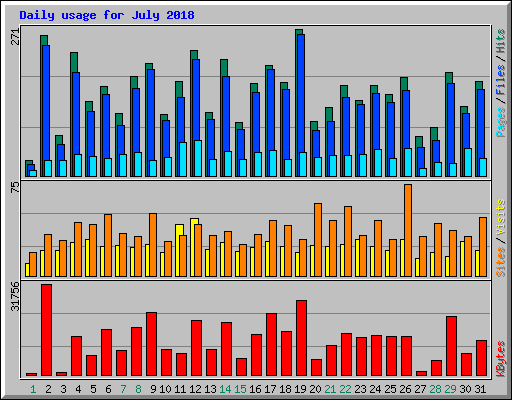 Daily usage for July 2018
271
Pages / Files / Hits
75
Sites / Visits
31756
KBytes
1 2 3 4 5 6 7 8 9 10 11 12 13 14 15 16 17 18 19 20 21 22 23 24 25 26 27 28 29 30 31